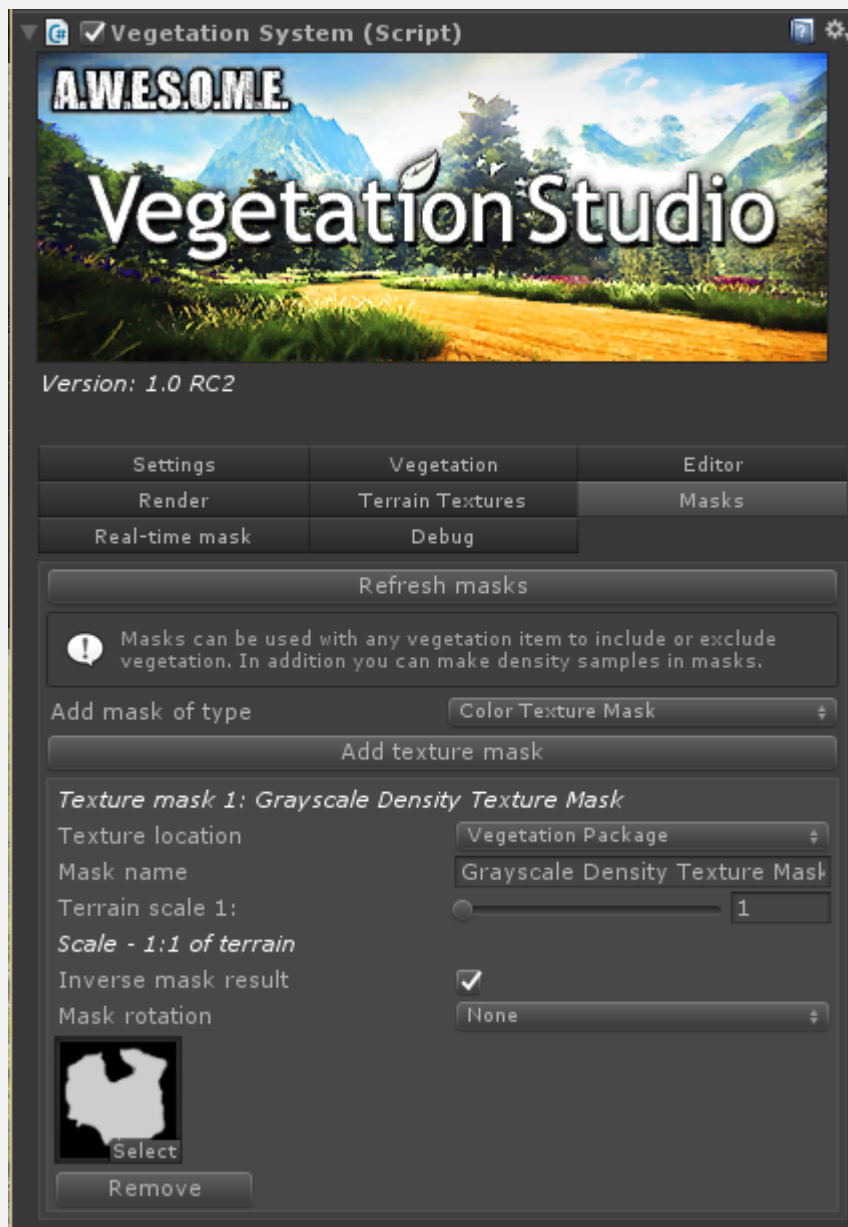 Vegetation System (Script)
A.W.E.S.O.M.E.
Vegetation Studio
Version: 1.0 RC2
Settings Vegetation Editor
Render Terrain Textures Masks
Real-time mask Debug
Refresh masks
Masks can be used with any vegetation item to include or exclude
vegetation. In addition you can make density samples in masks.
Add mask of type Color Texture Mask
Add texture mask
Texture mask 1: Grayscale Density Texture Mask
Texture location Vegetation Package
Mask name Grayscale Density Texture Mask
Terrain scale 1: 1
Scale - 1:1 of terrain
Inverse mask result
Mask rotation None
Select
Remove